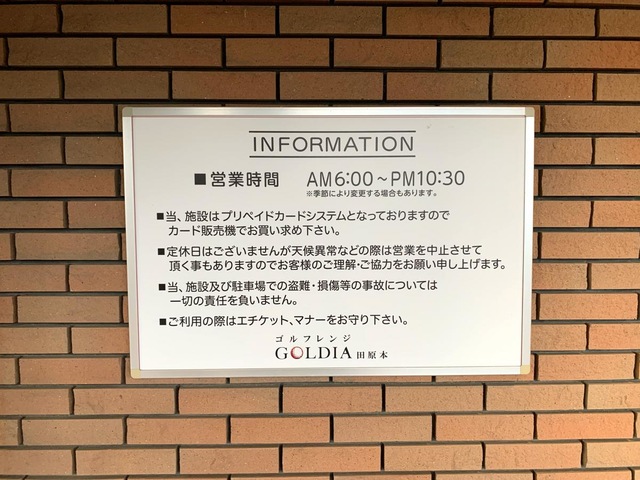 INFORMATION
■営業時間 AM6:00～PM10:30
※季節により変更する場合もあります。
■当、施設はプリペイドカードシステムとなっておりますので
カード販売機でお買い求め下さい。
■定休日はございませんが天候異常などの際は営業を中止させて
頂く事もありますのでお客様のご理解・ご協力をお願い申し上げます。
■当、施設及び駐車場での盗難・損傷等の事故については
一切の責任を負いません。
■ご利用の際はエチケット、マナーをお守り下さい。
ゴルフレンジ
GOLDIA田原本